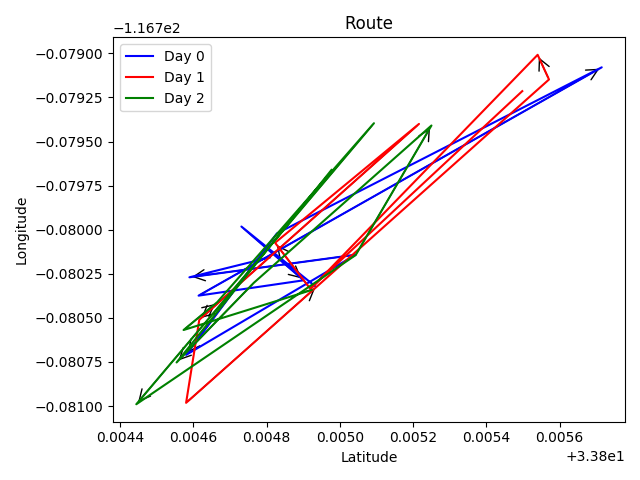 Route
−1.167e2
Day 0
Day 1
Day 2
−0.07900
−0.07925
−0.07950
−0.07975
−0.08000
−0.08025
−0.08050
−0.08075
−0.08100
Longitude
0.0044 0.0046 0.0048 0.0050 0.0052 0.0054 0.0056
Latitude
+3.38e1